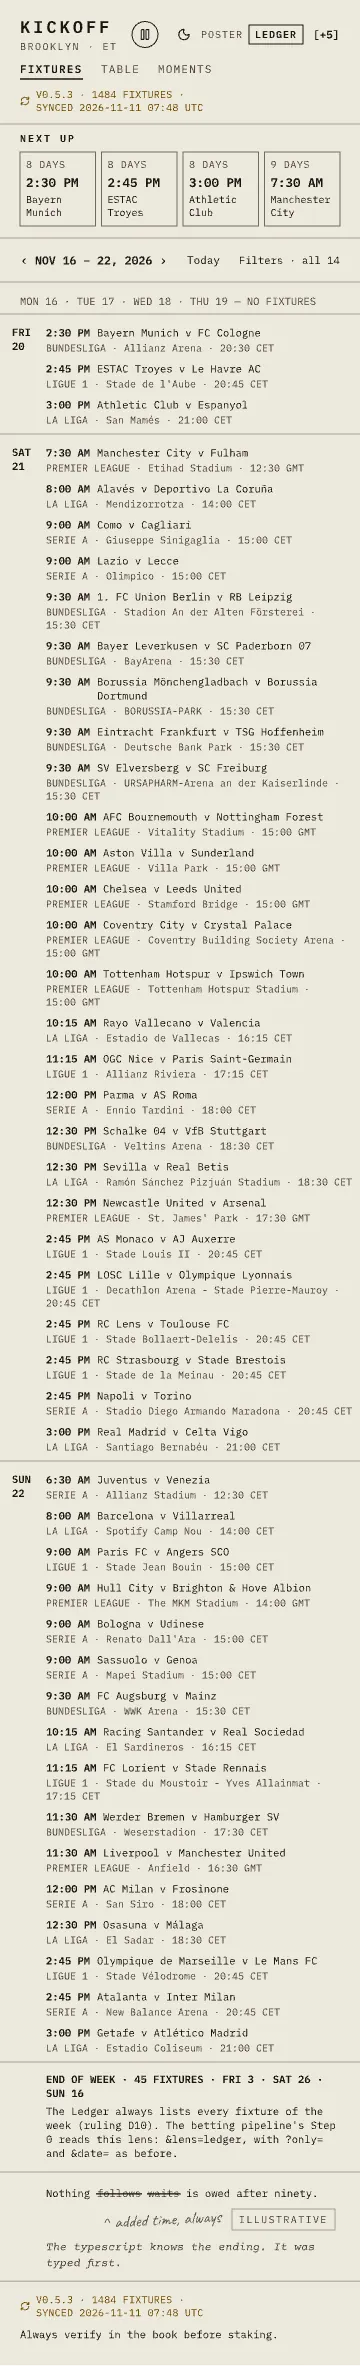 KICKOFF
BROOKLYN · ET
POSTER LEDGER [+5]
FIXTURES TABLE MOMENTS
V0.5.3 · 1484 FIXTURES ·
SYNCED 2026-11-11 07:48 UTC
NEXT UP
8 DAYS
2:30 PM
Bayern
Munich
8 DAYS
2:45 PM
ESTAC
Troyes
8 DAYS
3:00 PM
Athletic
Club
9 DAYS
7:30 AM
Manchester
City
‹ NOV 16 – 22, 2026 › Today Filters · all 14
MON 16 · TUE 17 · WED 18 · THU 19 — NO FIXTURES
FRI
20
2:30 PM Bayern Munich v FC Cologne
BUNDESLIGA · Allianz Arena · 20:30 CET
2:45 PM ESTAC Troyes v Le Havre AC
LIGUE 1 · Stade de l'Aube · 20:45 CET
3:00 PM Athletic Club v Espanyol
LA LIGA · San Mamés · 21:00 CET
SAT
21
7:30 AM Manchester City v Fulham
PREMIER LEAGUE · Etihad Stadium · 12:30 GMT
8:00 AM Alavés v Deportivo La Coruña
LA LIGA · Mendizorrotza · 14:00 CET
9:00 AM Como v Cagliari
SERIE A · Giuseppe Sinigaglia · 15:00 CET
9:00 AM Lazio v Lecce
SERIE A · Olimpico · 15:00 CET
9:30 AM 1. FC Union Berlin v RB Leipzig
BUNDESLIGA · Stadion An der Alten Försterei ·
15:30 CET
9:30 AM Bayer Leverkusen v SC Paderborn 07
BUNDESLIGA · BayArena · 15:30 CET
9:30 AM Borussia Mönchengladbach v Borussia
Dortmund
BUNDESLIGA · BORUSSIA-PARK · 15:30 CET
9:30 AM Eintracht Frankfurt v TSG Hoffenheim
BUNDESLIGA · Deutsche Bank Park · 15:30 CET
9:30 AM SV Elversberg v SC Freiburg
BUNDESLIGA · URSAPHARM-Arena an der Kaiserlinde ·
15:30 CET
10:00 AM AFC Bournemouth v Nottingham Forest
PREMIER LEAGUE · Vitality Stadium · 15:00 GMT
10:00 AM Aston Villa v Sunderland
PREMIER LEAGUE · Villa Park · 15:00 GMT
10:00 AM Chelsea v Leeds United
PREMIER LEAGUE · Stamford Bridge · 15:00 GMT
10:00 AM Coventry City v Crystal Palace
PREMIER LEAGUE · Coventry Building Society Arena ·
15:00 GMT
10:00 AM Tottenham Hotspur v Ipswich Town
PREMIER LEAGUE · Tottenham Hotspur Stadium ·
15:00 GMT
10:15 AM Rayo Vallecano v Valencia
LA LIGA · Estadio de Vallecas · 16:15 CET
11:15 AM OGC Nice v Paris Saint-Germain
LIGUE 1 · Allianz Riviera · 17:15 CET
12:00 PM Parma v AS Roma
SERIE A · Ennio Tardini · 18:00 CET
12:30 PM Schalke 04 v VfB Stuttgart
BUNDESLIGA · Veltins Arena · 18:30 CET
12:30 PM Sevilla v Real Betis
LA LIGA · Ramón Sánchez Pizjuán Stadium · 18:30 CET
12:30 PM Newcastle United v Arsenal
PREMIER LEAGUE · St. James' Park · 17:30 GMT
2:45 PM AS Monaco v AJ Auxerre
LIGUE 1 · Stade Louis II · 20:45 CET
2:45 PM LOSC Lille v Olympique Lyonnais
LIGUE 1 · Decathlon Arena - Stade Pierre-Mauroy ·
20:45 CET
2:45 PM RC Lens v Toulouse FC
LIGUE 1 · Stade Bollaert-Delelis · 20:45 CET
2:45 PM RC Strasbourg v Stade Brestois
LIGUE 1 · Stade de la Meinau · 20:45 CET
2:45 PM Napoli v Torino
SERIE A · Stadio Diego Armando Maradona · 20:45 CET
3:00 PM Real Madrid v Celta Vigo
LA LIGA · Santiago Bernabéu · 21:00 CET
SUN
22
6:30 AM Juventus v Venezia
SERIE A · Allianz Stadium · 12:30 CET
8:00 AM Barcelona v Villarreal
LA LIGA · Spotify Camp Nou · 14:00 CET
9:00 AM Paris FC v Angers SCO
LIGUE 1 · Stade Jean Bouin · 15:00 CET
9:00 AM Hull City v Brighton & Hove Albion
PREMIER LEAGUE · The MKM Stadium · 14:00 GMT
9:00 AM Bologna v Udinese
SERIE A · Renato Dall'Ara · 15:00 CET
9:00 AM Sassuolo v Genoa
SERIE A · Mapei Stadium · 15:00 CET
9:30 AM FC Augsburg v Mainz
BUNDESLIGA · WWK Arena · 15:30 CET
10:15 AM Racing Santander v Real Sociedad
LA LIGA · El Sardineros · 16:15 CET
11:15 AM FC Lorient v Stade Rennais
LIGUE 1 · Stade du Moustoir - Yves Allainmat ·
17:15 CET
11:30 AM Werder Bremen v Hamburger SV
BUNDESLIGA · Weserstadion · 17:30 CET
11:30 AM Liverpool v Manchester United
PREMIER LEAGUE · Anfield · 16:30 GMT
12:00 PM AC Milan v Frosinone
SERIE A · San Siro · 18:00 CET
12:30 PM Osasuna v Málaga
LA LIGA · El Sadar · 18:30 CET
2:45 PM Olympique de Marseille v Le Mans FC
LIGUE 1 · Stade Vélodrome · 20:45 CET
2:45 PM Atalanta v Inter Milan
SERIE A · New Balance Arena · 20:45 CET
3:00 PM Getafe v Atlético Madrid
LA LIGA · Estadio Coliseum · 21:00 CET
END OF WEEK · 45 FIXTURES · FRI 3 · SAT 26 ·
SUN 16
The Ledger always lists every fixture of the
week (ruling D10). The betting pipeline's Step
0 reads this lens: &lens=ledger, with ?only=
and &date= as before.
Nothing follows waits is owed after ninety.
^ added time, always ILLUSTRATIVE
The typescript knows the ending. It was
typed first.
V0.5.3 · 1484 FIXTURES ·
SYNCED 2026-11-11 07:48 UTC
Always verify in the book before staking.